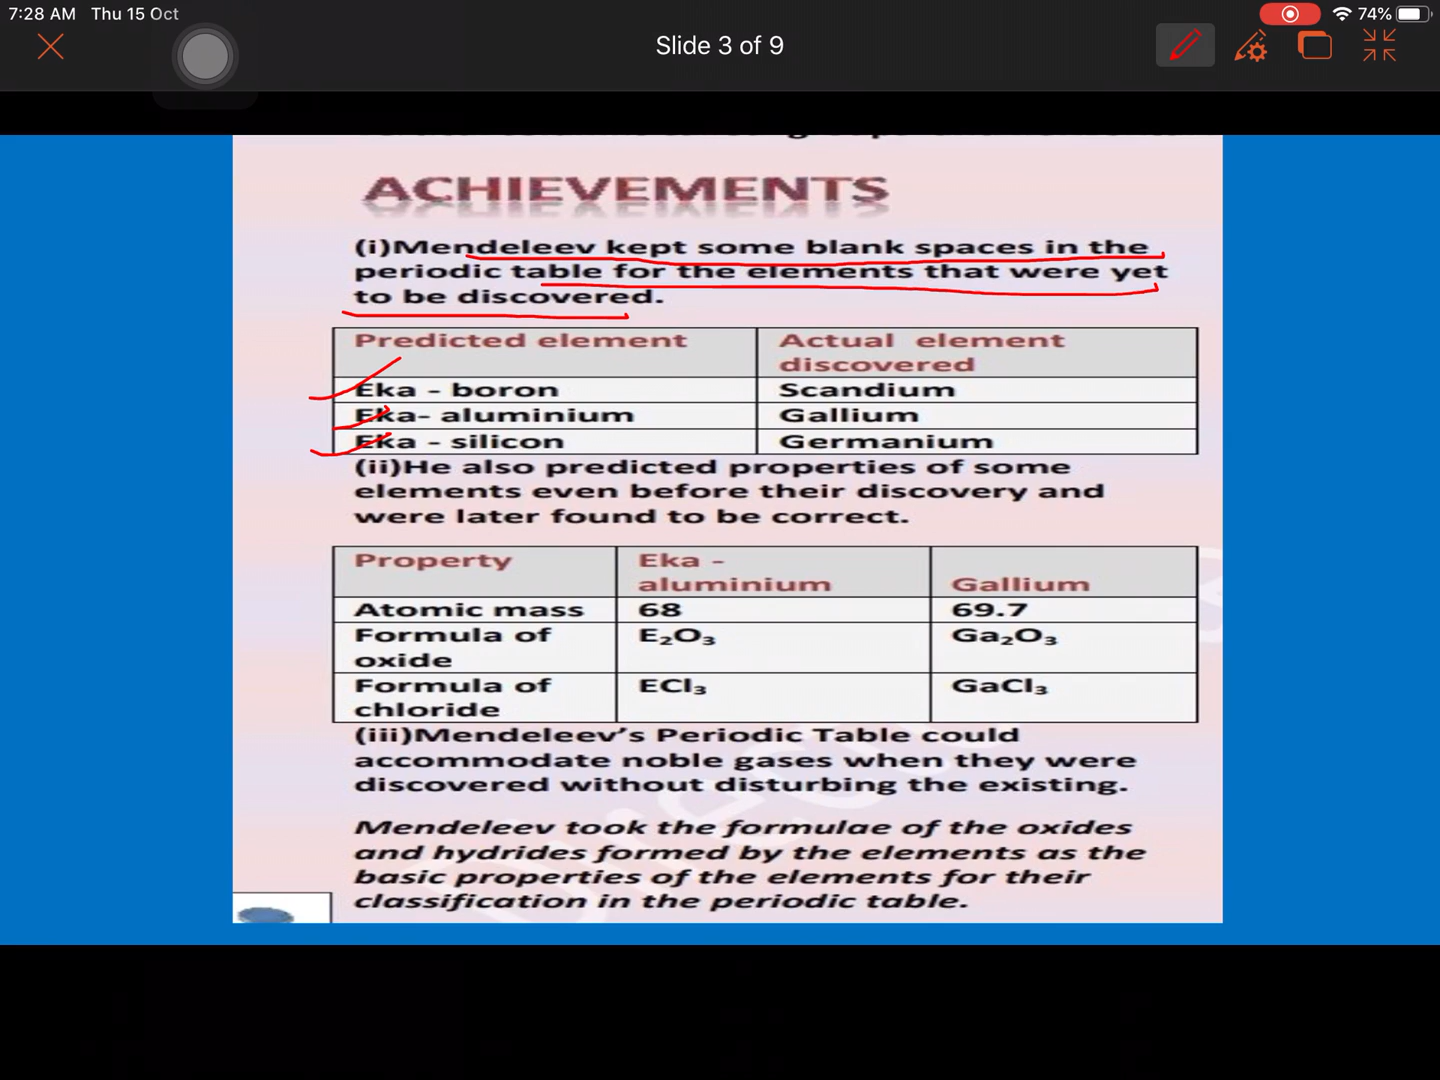 7:28 AM Thu 15 Oct
74%
Slide 3 of 9
ACHIEVEMENTS
(i)Mendeleev kept some blank spaces in the
periodic table for the elements that were yet
to be discovered.
Predicted element
Actual element
discovered
Eka - boron
Scandium
Eka- aluminium
Gallium
Eka - silicon
Germanium
(ii)He also predicted properties of some
elements even before their discovery and
were later found to be correct.
Property
Eka -
aluminium
Gallium
Atomic mass
68
69.7
Formula of
oxide
E₂O₃
Ga₂O₃
Formula of
chloride
ECl₃
GaCl₃
(iii)Mendeleev's Periodic Table could
accommodate noble gases when they were
discovered without disturbing the existing.
Mendeleev took the formulae of the oxides
and hydrides formed by the elements as the
basic properties of the elements for their
classification in the periodic table.